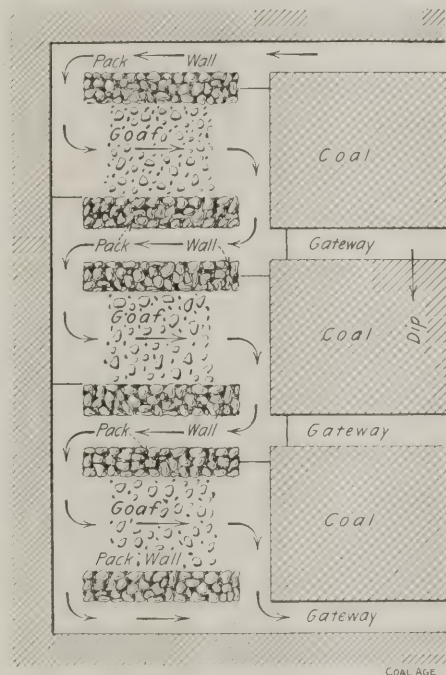 Pack Wall
Goaf
Coal
Pack Wall Gateway
Goaf
Coal
Dip
Pack Wall Gateway
Goaf
Coal
Pack Wall
Gateway
COAL AGE